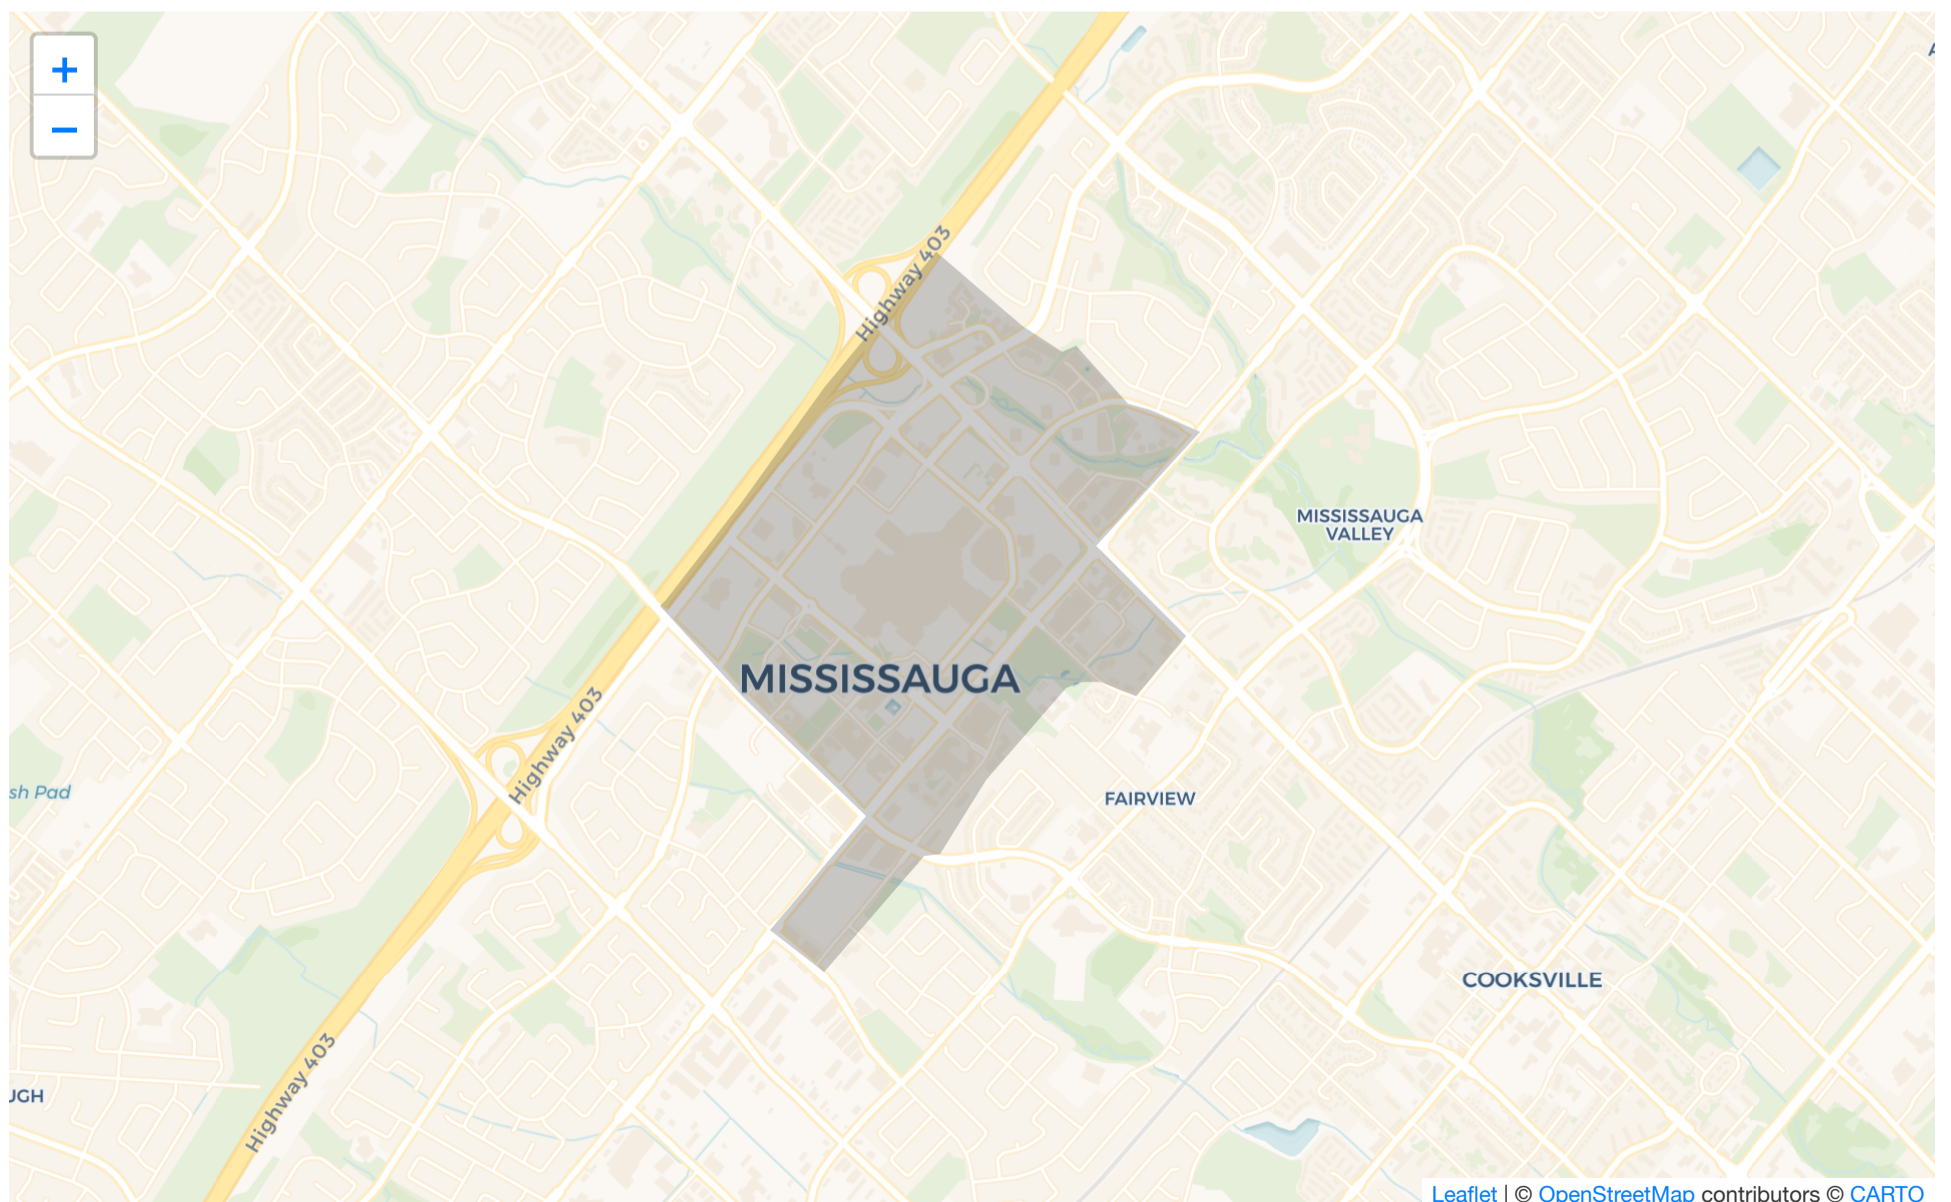 +
−
Highway 403
MISSISSAUGA
VALLEY
MISSISSAUGA
Highway 403
sh Pad
FAIRVIEW
COOKSVILLE
Highway 403
UGH
Leaflet | © OpenStreetMap contributors © CARTO